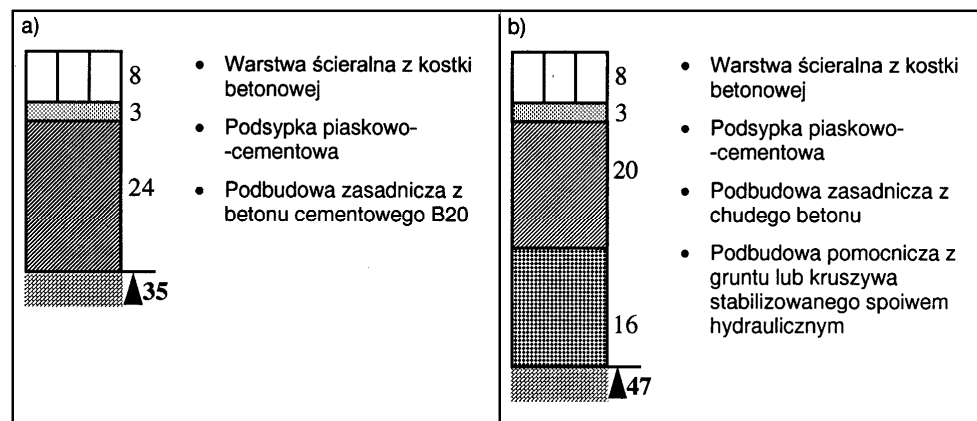 a)
8
3
24
35
• Warstwa ścieralna z kostki
betonowej
• Podsypka piaskowo-
-cementowa
• Podbudowa zasadnicza z
betonu cementowego B20
b)
8
3
20
16
47
• Warstwa ścieralna z kostki
betonowej
• Podsypka piaskowo-
-cementowa
• Podbudowa zasadnicza z
chudego betonu
• Podbudowa pomocnicza z
gruntu lub kruszywa
stabilizowanego spoiwem
hydraulicznym